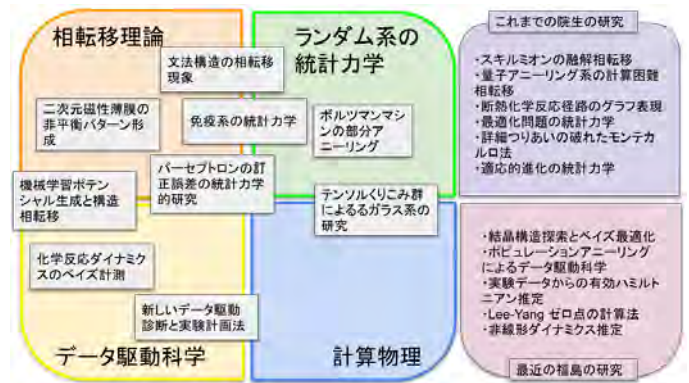 相転移理論
ランダム系の
統計力学
文法構造の相転移
現象
二次元磁性薄膜の
非平衡パターン形
成
免疫系の統計力学
ボルツマンマシ
ンの部分ア
ニーリング
パーセプトロンの訂
正誤差の統計力学
的研究
機械学習ポテン
シャル生成と構造
相転移
テンソルくりこみ群
によるるガラス系の
研究
化学反応ダイナミク
スのベイズ計測
新しいデータ駆動
診断と実験計画法
データ駆動科学
計算物理
これまでの院生の研究
・スキルミオンの融解相転移
・量子アニーリング系の計算困難
相転移
・断熱化学反応径路のグラフ表現
・最適化問題の統計力学
・詳細つりあいの破れたモンテカ
ルロ法
・適応的進化の統計力学
・結晶構造探索とベイズ最適化
・ポピュレーションアニーリング
によるデータ駆動科学
・実験データからの有効ハミルト
ニアン推定
・Lee-Yang ゼロ点の計算法
・非線形ダイナミクス推定
最近の福島の研究